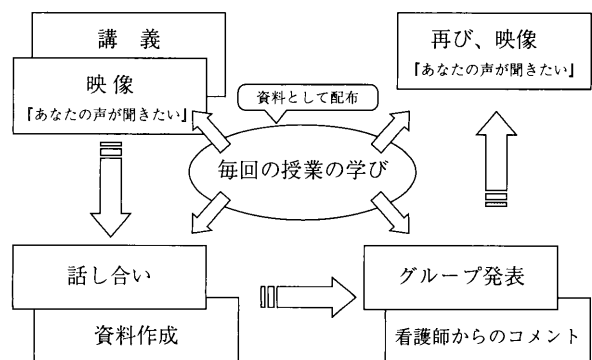 講 義
映 像
『あなたの声が聞きたい』
再び、映像
『あなたの声が聞きたい』
資料として配布
毎回の授業の学び
話し合い
資料作成
グループ発表
看護師からのコメント